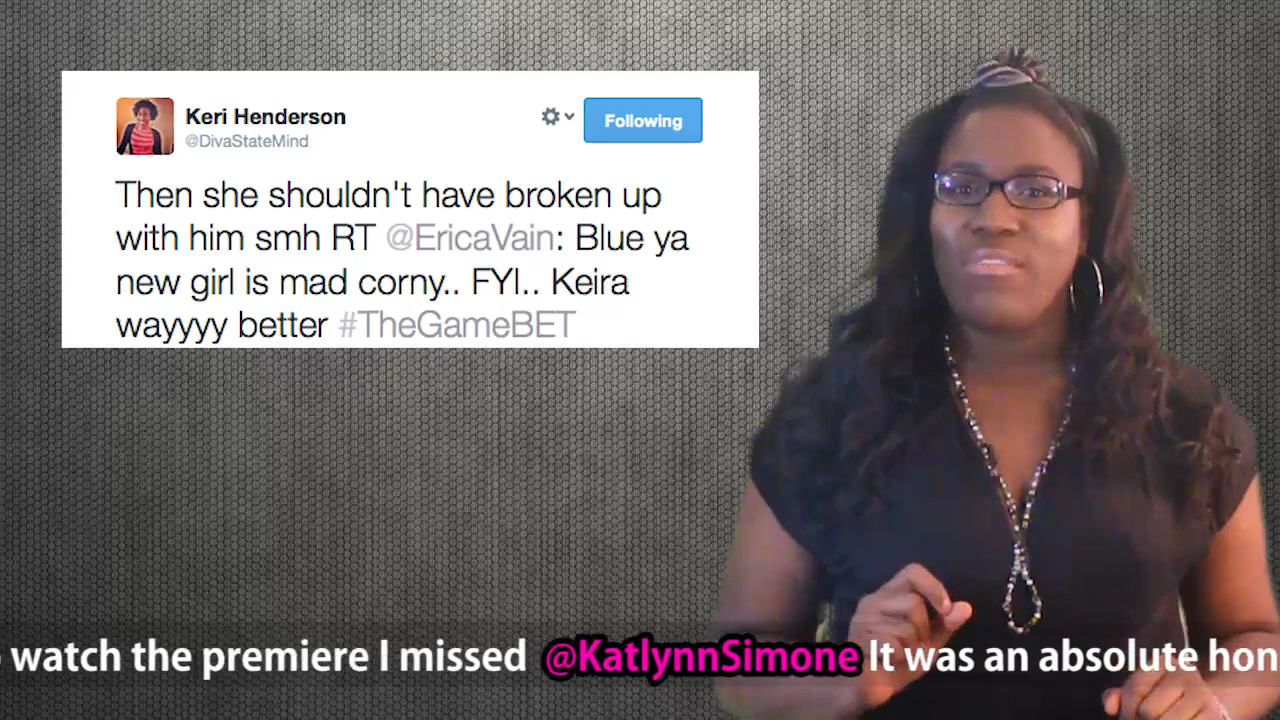 Keri Henderson
@DivaStateMind
Following
Then she shouldn't have broken up
with him smh RT @EricaVain: Blue ya
new girl is mad corny.. FYI.. Keira
wayyyy better #TheGameBET
watch the premiere I missed @KatlynnSimone It was an absolute hon